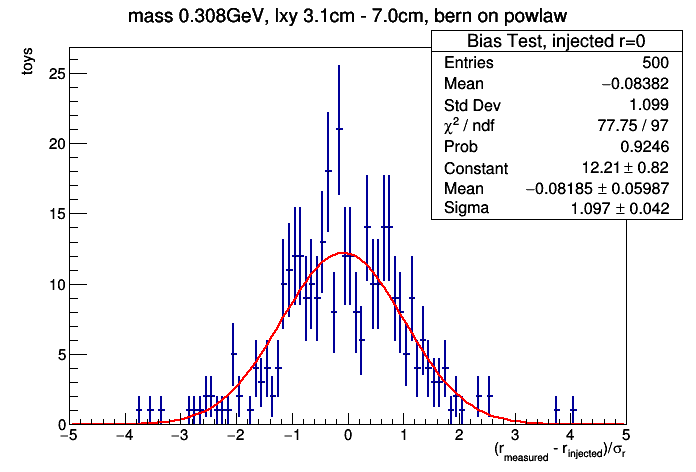 mass 0.308GeV, lxy 3.1cm - 7.0cm, bern on powlaw
Bias Test, injected r=0
Entries 500
Mean −0.08382
Std Dev 1.099
χ² / ndf 77.75 / 97
Prob 0.9246
Constant 12.21 ± 0.82
Mean −0.08185 ± 0.05987
Sigma 1.097 ± 0.042
toys
25
20
15
10
5
0
−5 −4 −3 −2 −1 0 1 2 3 4 5
(r_measured - r_injected)/σ_r